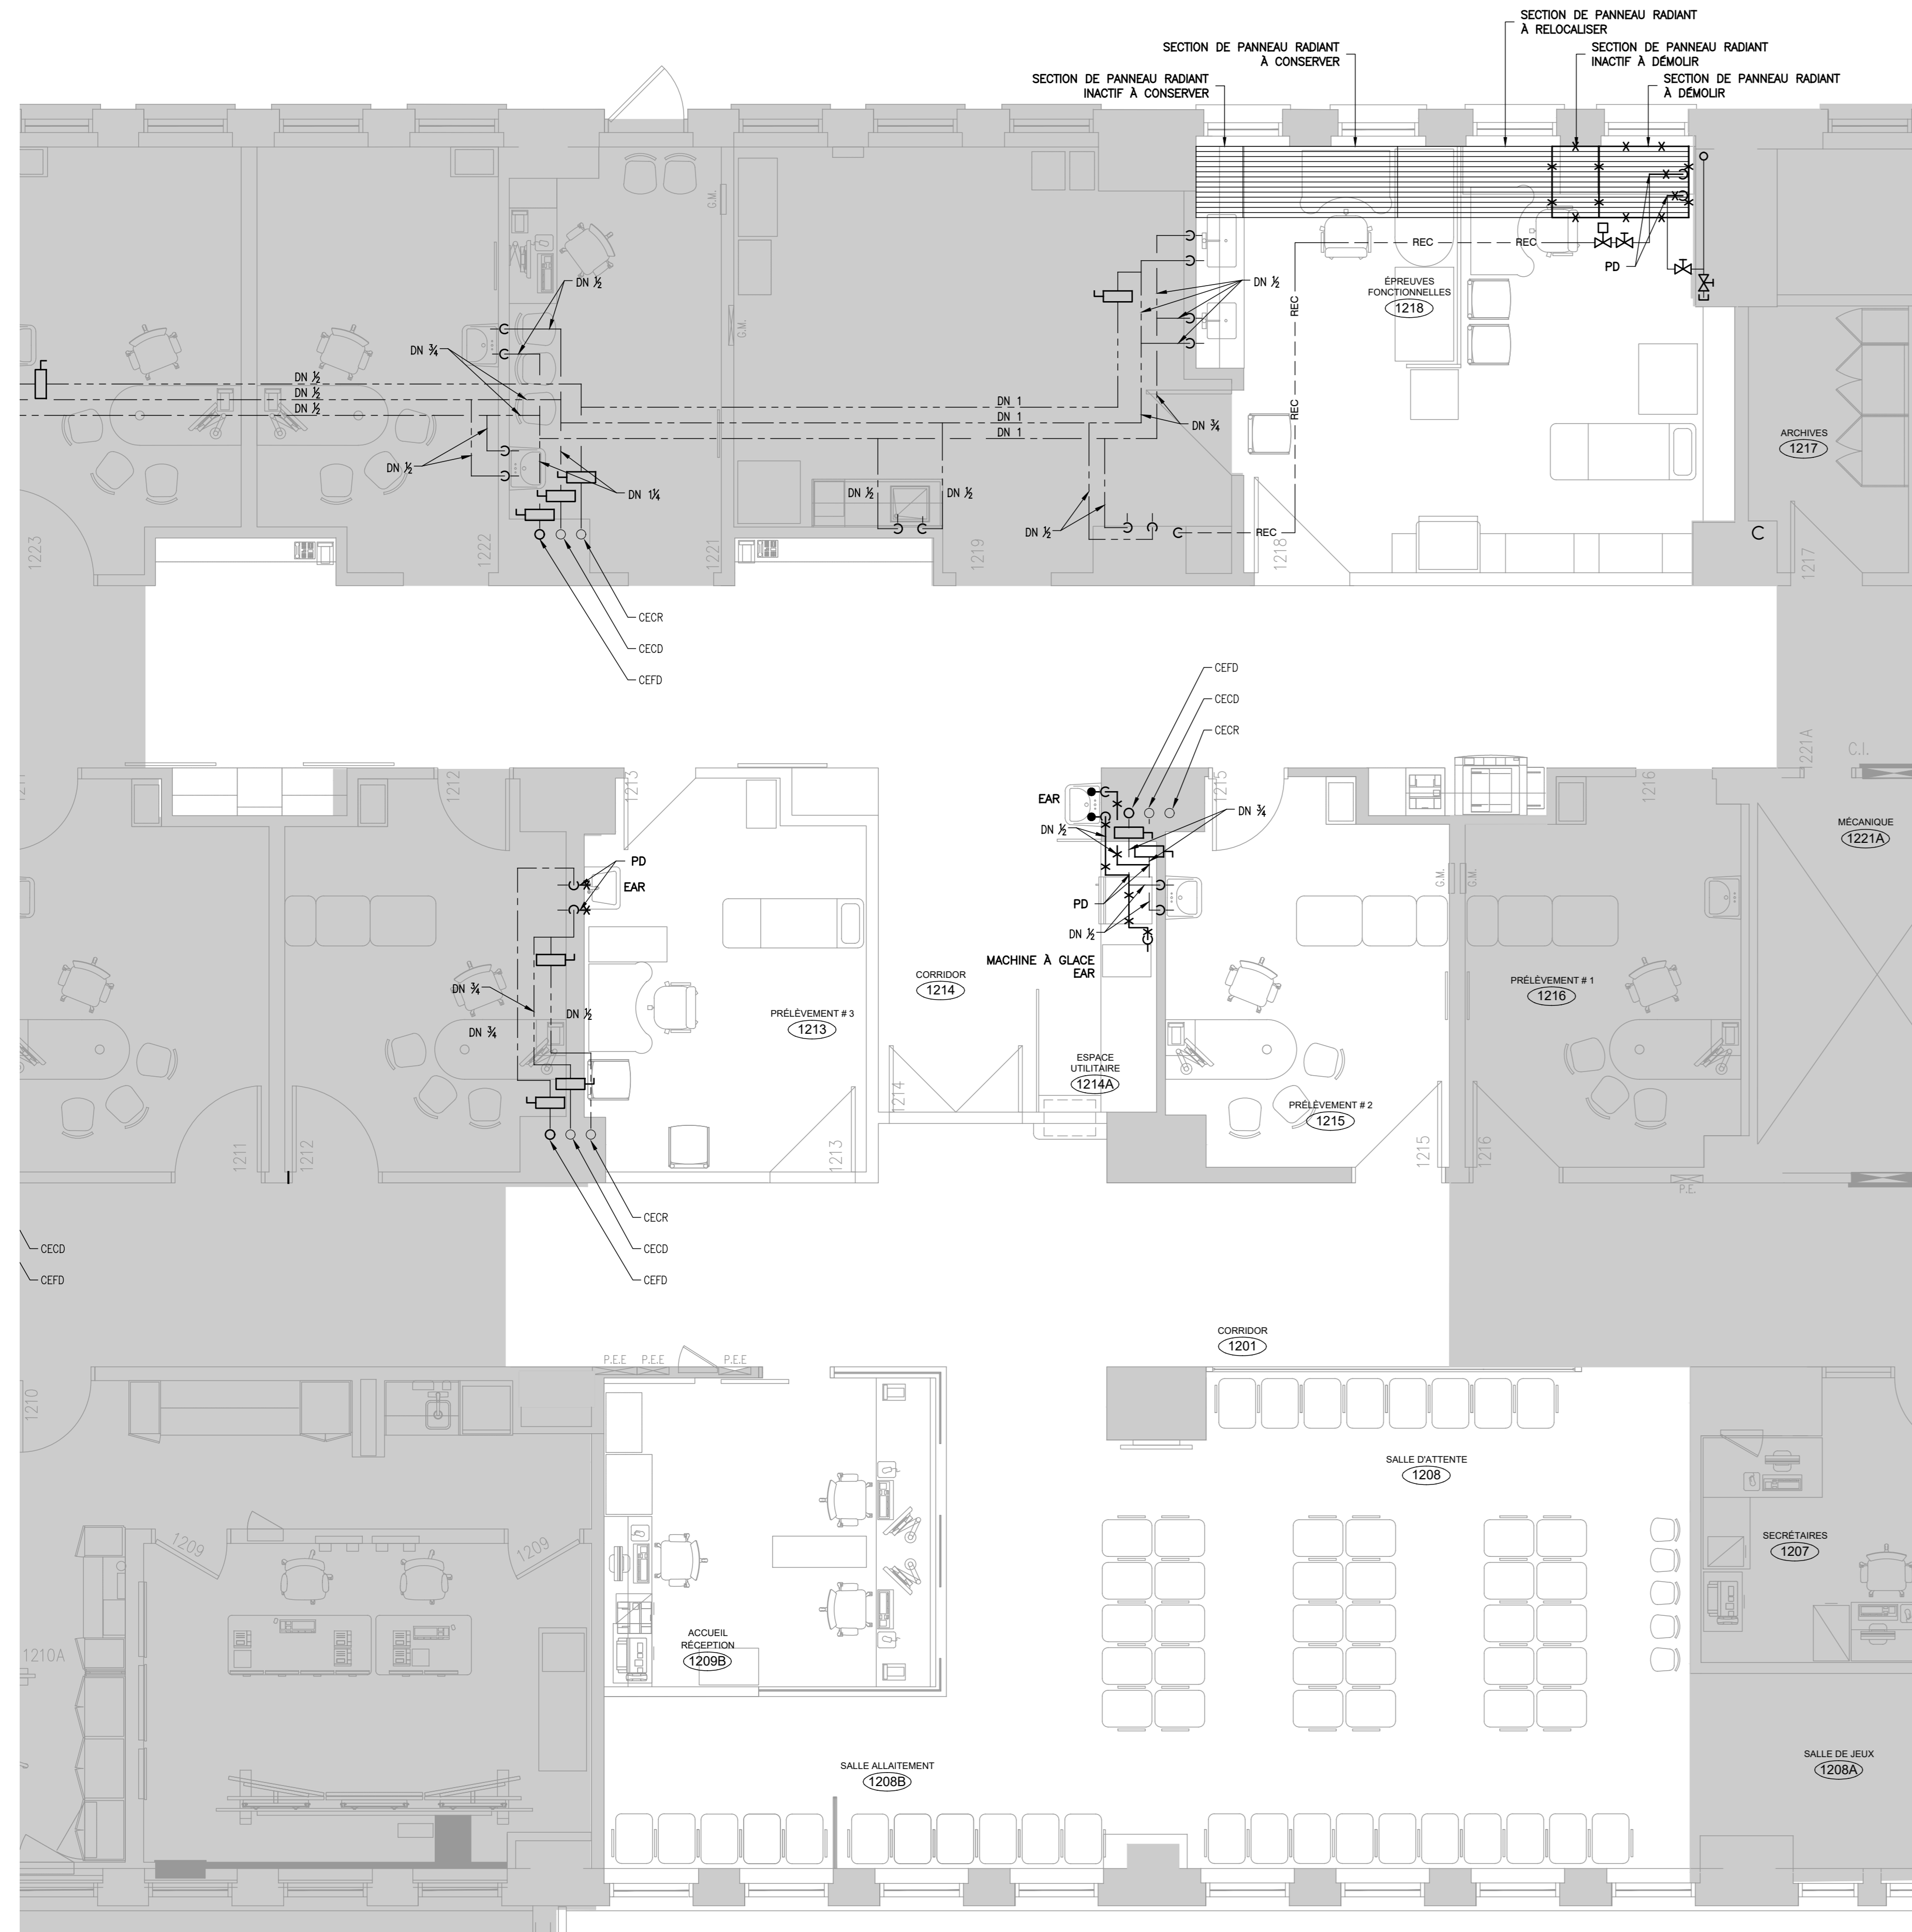 SECTION DE PANNEAU RADIANT
À RELOCALISER
SECTION DE PANNEAU RADIANT
À CONSERVER
SECTION DE PANNEAU RADIANT
INACTIF À DÉMOLIR
SECTION DE PANNEAU RADIANT
INACTIF À CONSERVER
SECTION DE PANNEAU RADIANT
À DÉMOLIR
G.M.
G.M.
REC
REC
REC
REC
REC
PD
ÉPREUVES
FONCTIONNELLES
1218
DN ½
DN ½
DN ¾
DN ½
DN ½
DN ½
DN 1
DN 1
DN 1
DN ¾
DN ½
DN 1¼
DN ½
DN ½
DN ½
ARCHIVES
1217
1223
1222
1221
1219
1218
1217
CECR
CECD
CEFD
CEFD
CECD
CECR
1221A
C.I.
1212
1213
1215
1216
EAR
DN ½
DN ¾
MÉCANIQUE
1221A
PD
EAR
G.M.
G.M.
PD
DN ½
MACHINE À GLACE
EAR
CORRIDOR
1214
PRÉLÈVEMENT # 1
1216
DN ¾
DN ½
DN ¾
PRÉLÈVEMENT # 3
1213
ESPACE
UTILITAIRE
1214A
1214
PRÉLÈVEMENT # 2
1215
1211
1212
1213
1215
1216
P.E.
CECR
CECD
CEFD
CECD
CEFD
CORRIDOR
1201
P.E.E
P.E.E
P.E.E
1210
SALLE D'ATTENTE
1208
1209
1209
SECRÉTAIRES
1207
ACCUEIL
RÉCEPTION
1209B
1210A
SALLE ALLAITEMENT
1208B
SALLE DE JEUX
1208A